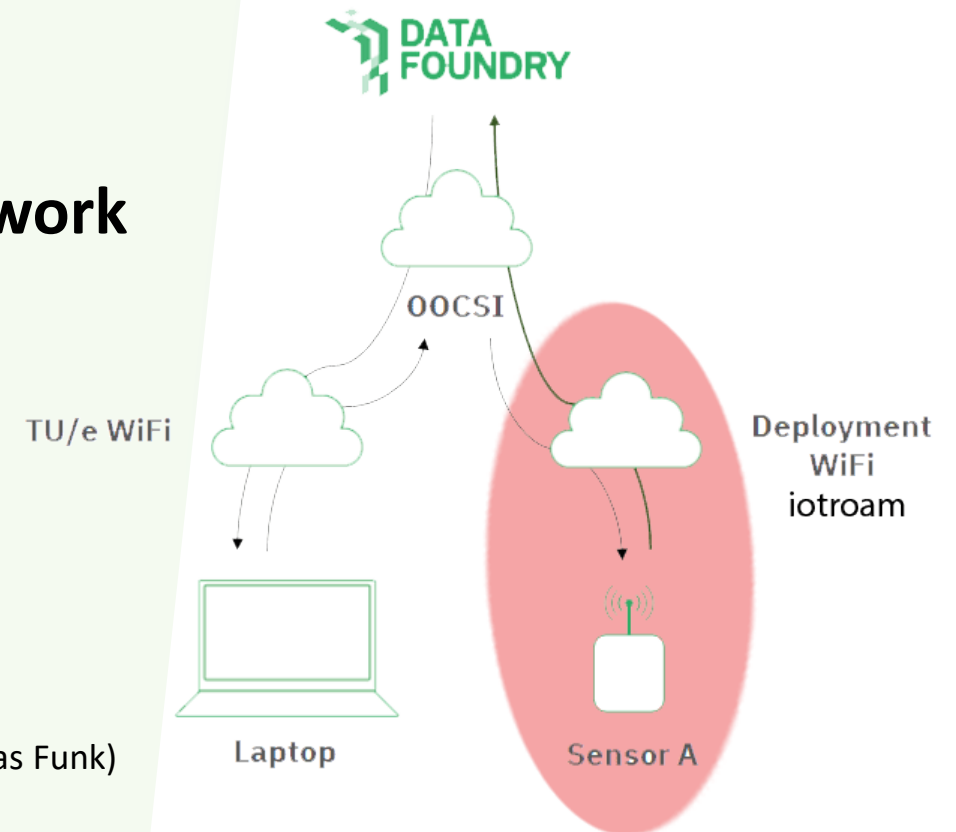 DATA
FOUNDRY
work
OOCSI
TU/e WiFi
Deployment
WiFi
iotroam
Laptop
Sensor A
as Funk)